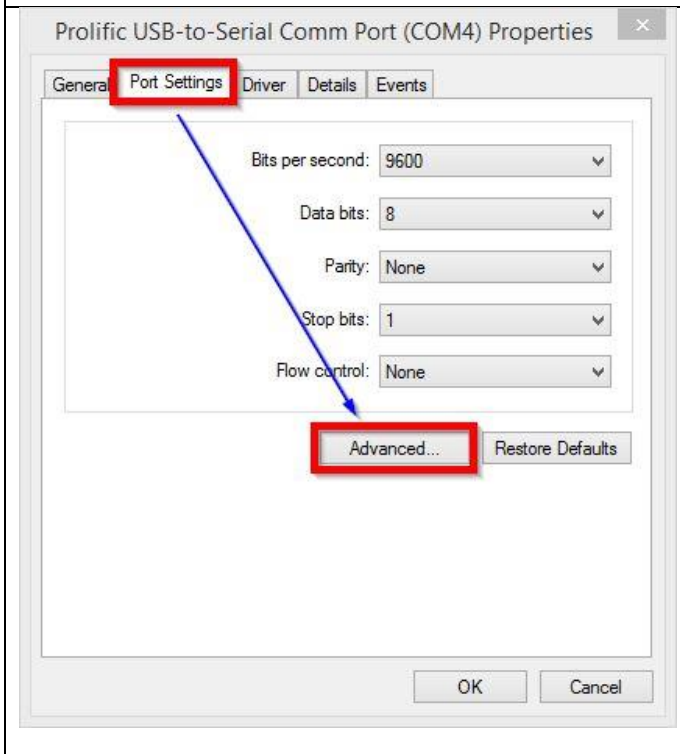 Prolific USB-to-Serial Comm Port (COM4) Properties
General Port Settings Driver Details Events
Bits per second: 9600
Data bits: 8
Parity: None
Stop bits: 1
Flow control: None
Advanced... Restore Defaults
OK Cancel